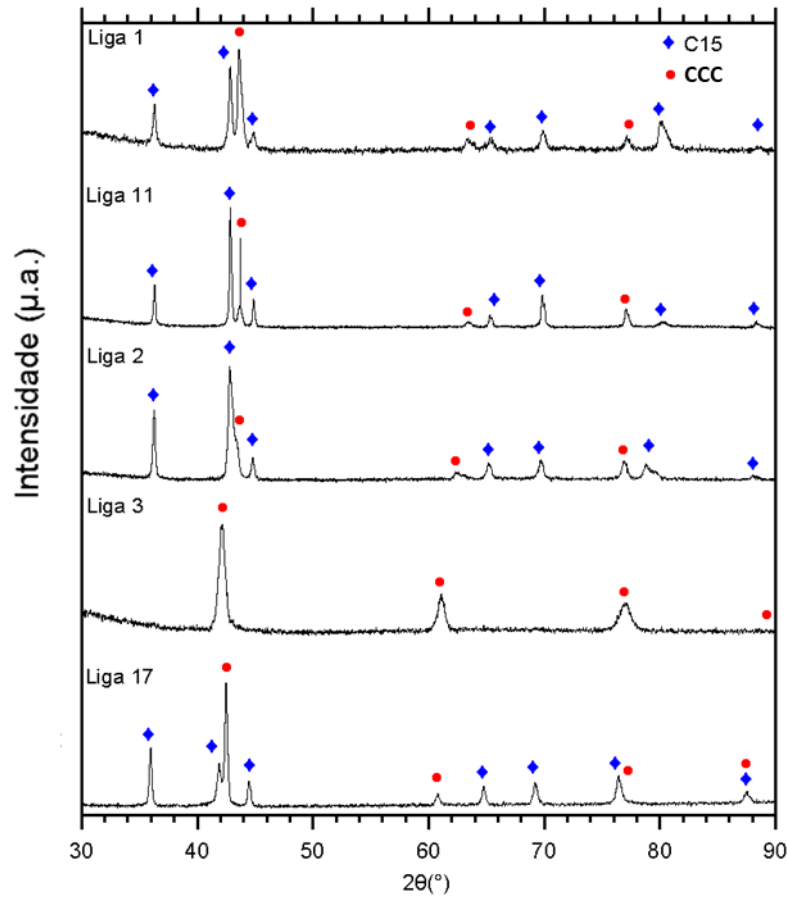 Liga 1
C15
CCC
Liga 11
Liga 2
Liga 3
Liga 17
Intensidade (μ.a.)
30 40 50 60 70 80 90
2θ(°)